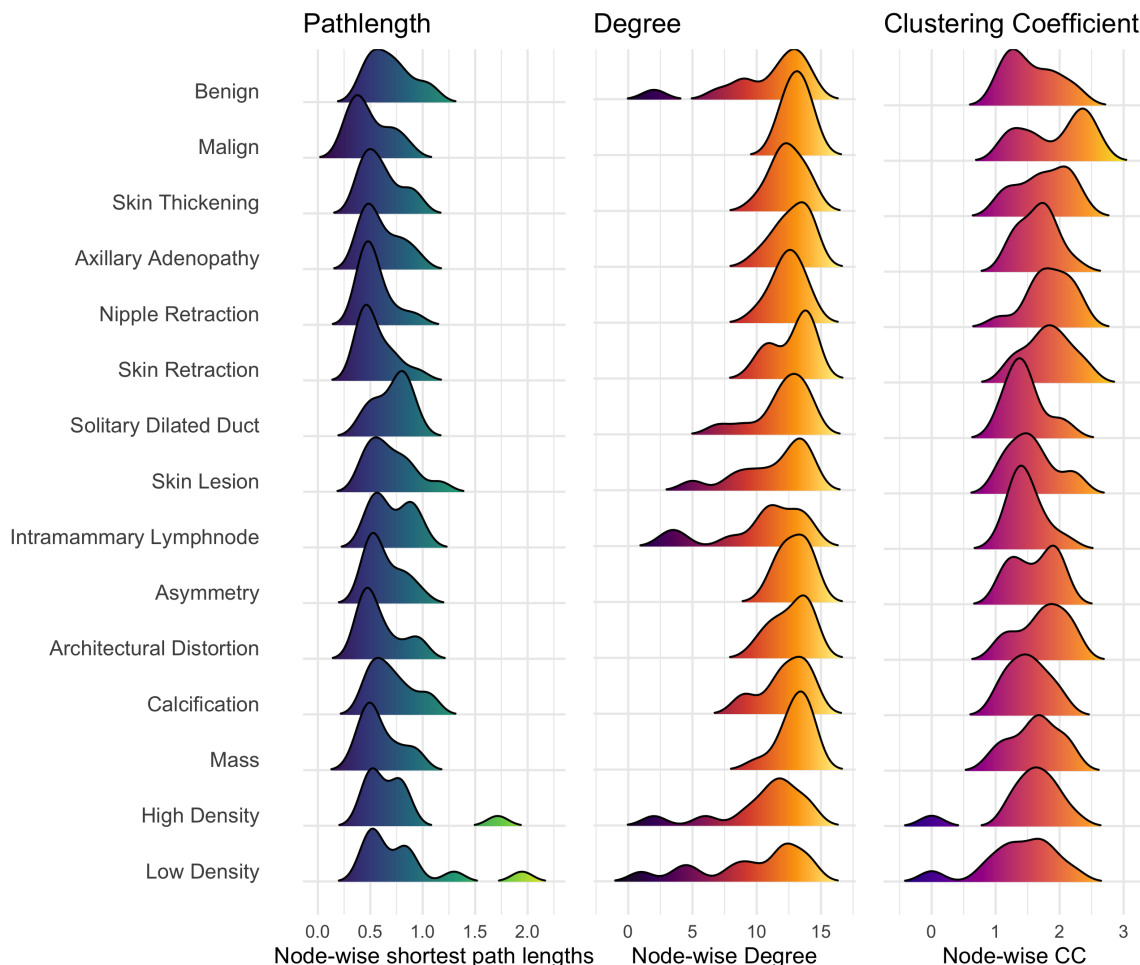 Pathlength Degree Clustering Coefficient
Benign
Malign
Skin Thickening
Axillary Adenopathy
Nipple Retraction
Skin Retraction
Solitary Dilated Duct
Skin Lesion
Intramammary Lymphnode
Asymmetry
Architectural Distortion
Calcification
Mass
High Density
Low Density
0.0 0.5 1.0 1.5 2.0 0 5 10 15 0 1 2 3
Node-wise shortest path lengths Node-wise Degree Node-wise CC